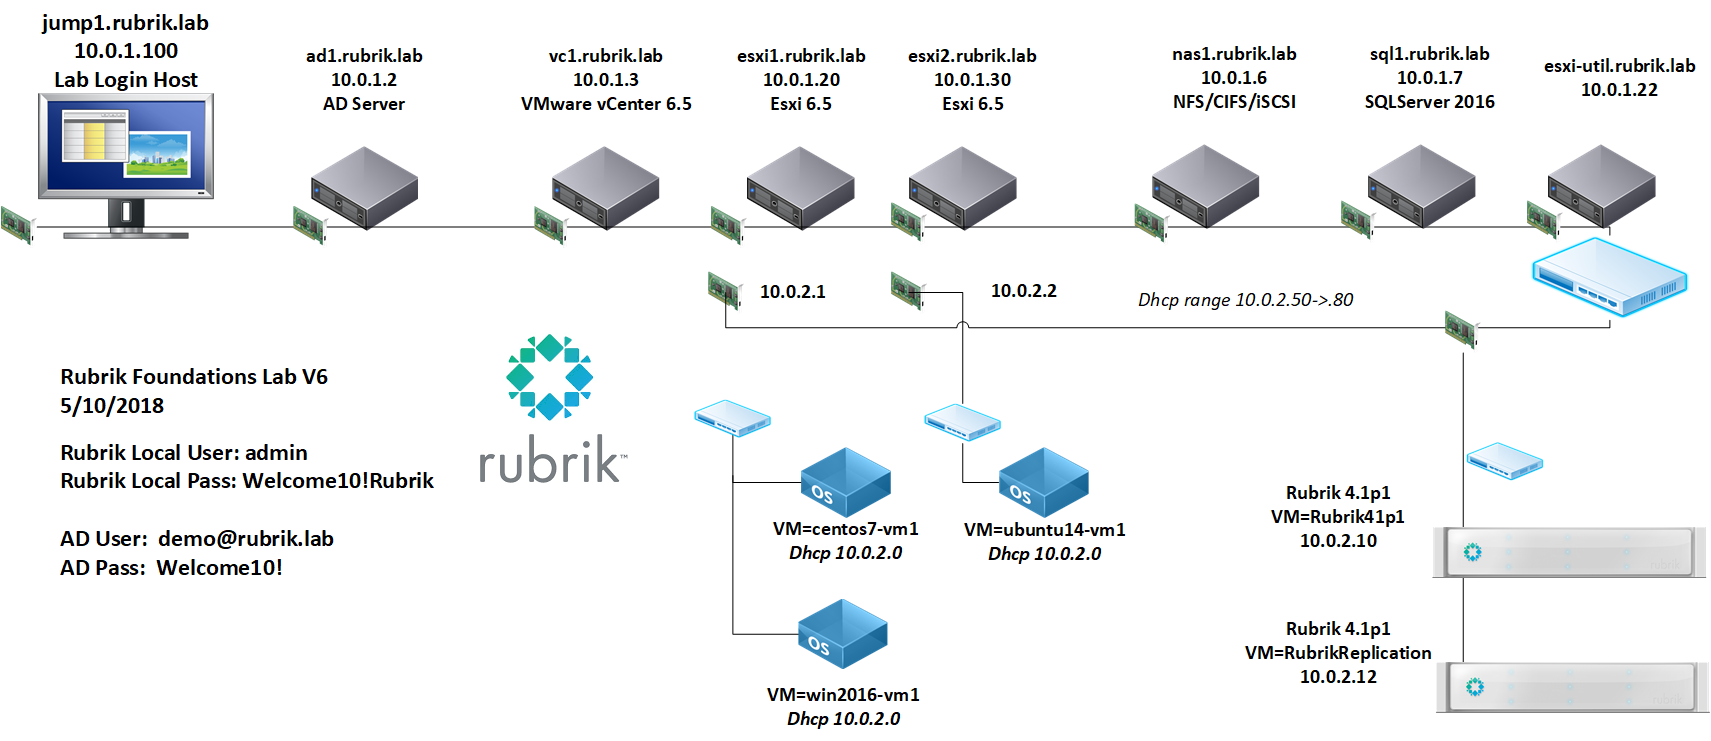 jump1.rubrik.lab
10.0.1.100
Lab Login Host
ad1.rubrik.lab
10.0.1.2
AD Server
vc1.rubrik.lab
10.0.1.3
VMware vCenter 6.5
esxi1.rubrik.lab
10.0.1.20
Esxi 6.5
esxi2.rubrik.lab
10.0.1.30
Esxi 6.5
nas1.rubrik.lab
10.0.1.6
NFS/CIFS/iSCSI
sql1.rubrik.lab
10.0.1.7
SQLServer 2016
esxi-util.rubrik.lab
10.0.1.22
10.0.2.1
10.0.2.2
Dhcp range 10.0.2.50->.80
Rubrik Foundations Lab V6
5/10/2018
Rubrik Local User: admin
Rubrik Local Pass: Welcome10!Rubrik
AD User: demo@rubrik.lab
AD Pass: Welcome10!
rubrik™
OS
VM=centos7-vm1
Dhcp 10.0.2.0
OS
VM=ubuntu14-vm1
Dhcp 10.0.2.0
OS
VM=win2016-vm1
Dhcp 10.0.2.0
Rubrik 4.1p1
VM=Rubrik41p1
10.0.2.10
rubrik
Rubrik 4.1p1
VM=RubrikReplication
10.0.2.12
rubrik